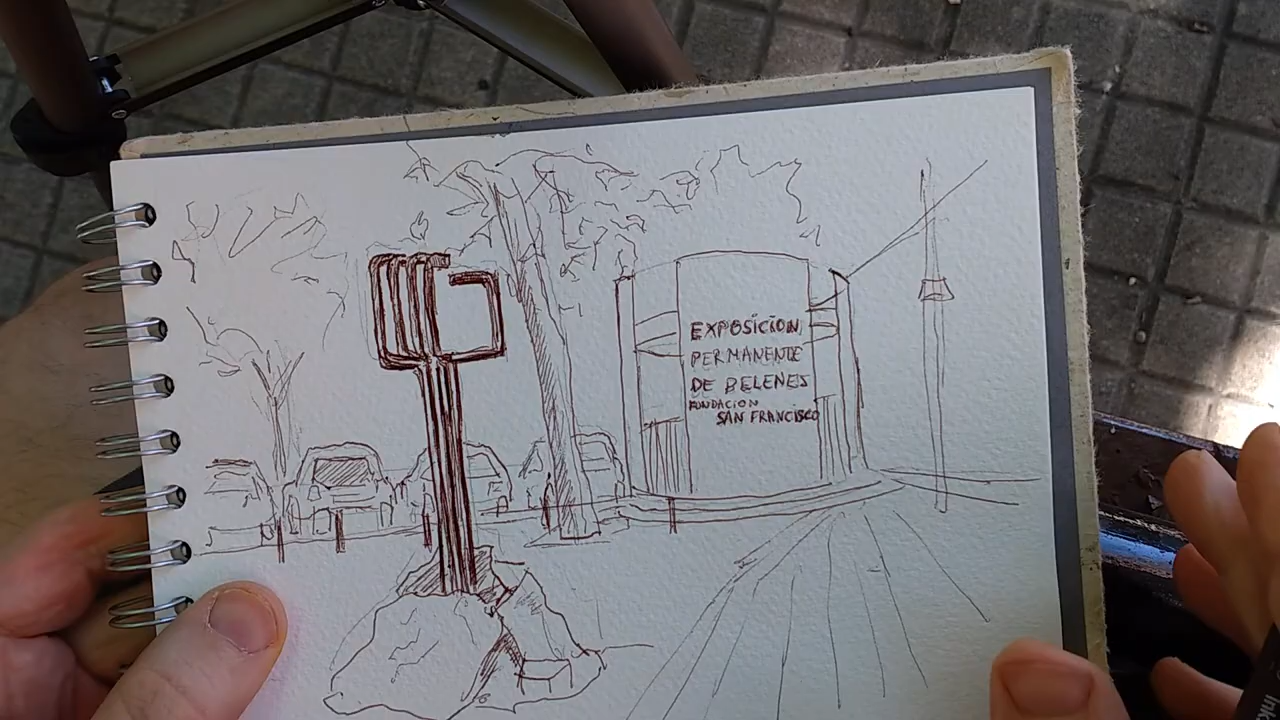 EXPOSICION
PERMANENTE
DE BELENES
FUNDACION
SAN FRANCISCO